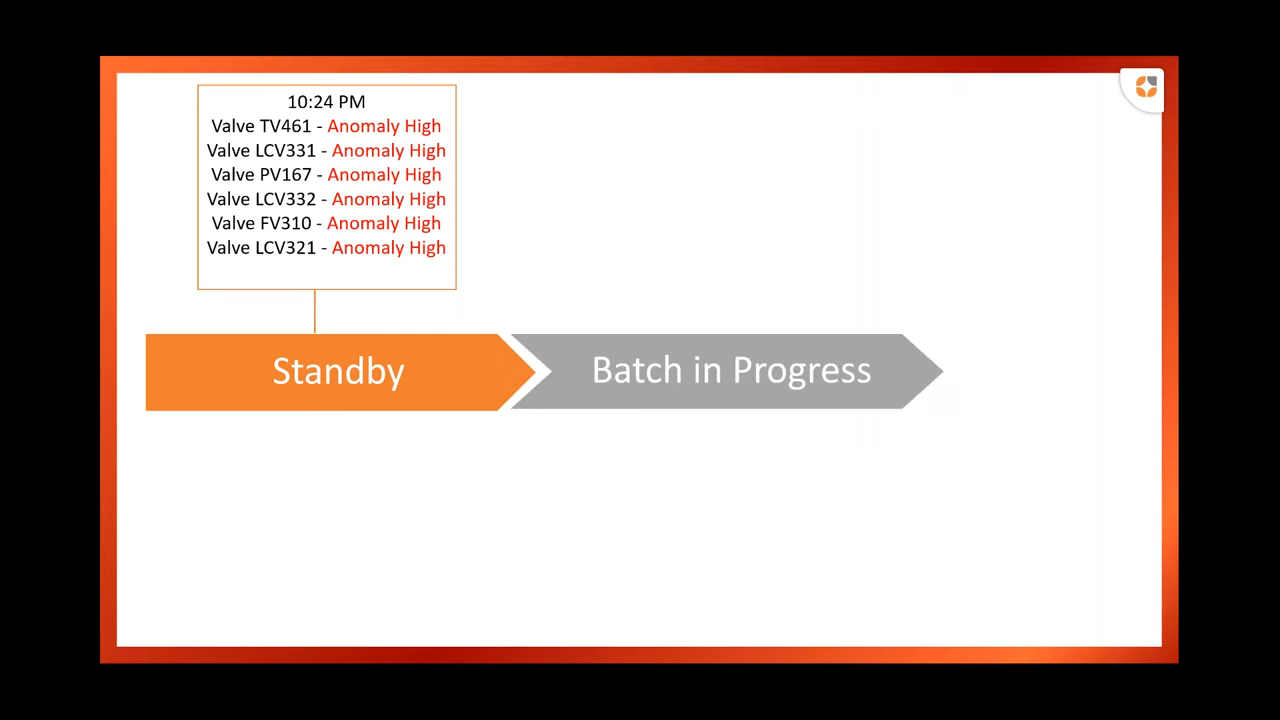 10:24 PM
Valve TV461 - Anomaly High
Valve LCV331 - Anomaly High
Valve PV167 - Anomaly High
Valve LCV332 - Anomaly High
Valve FV310 - Anomaly High
Valve LCV321 - Anomaly High
Standby
Batch in Progress